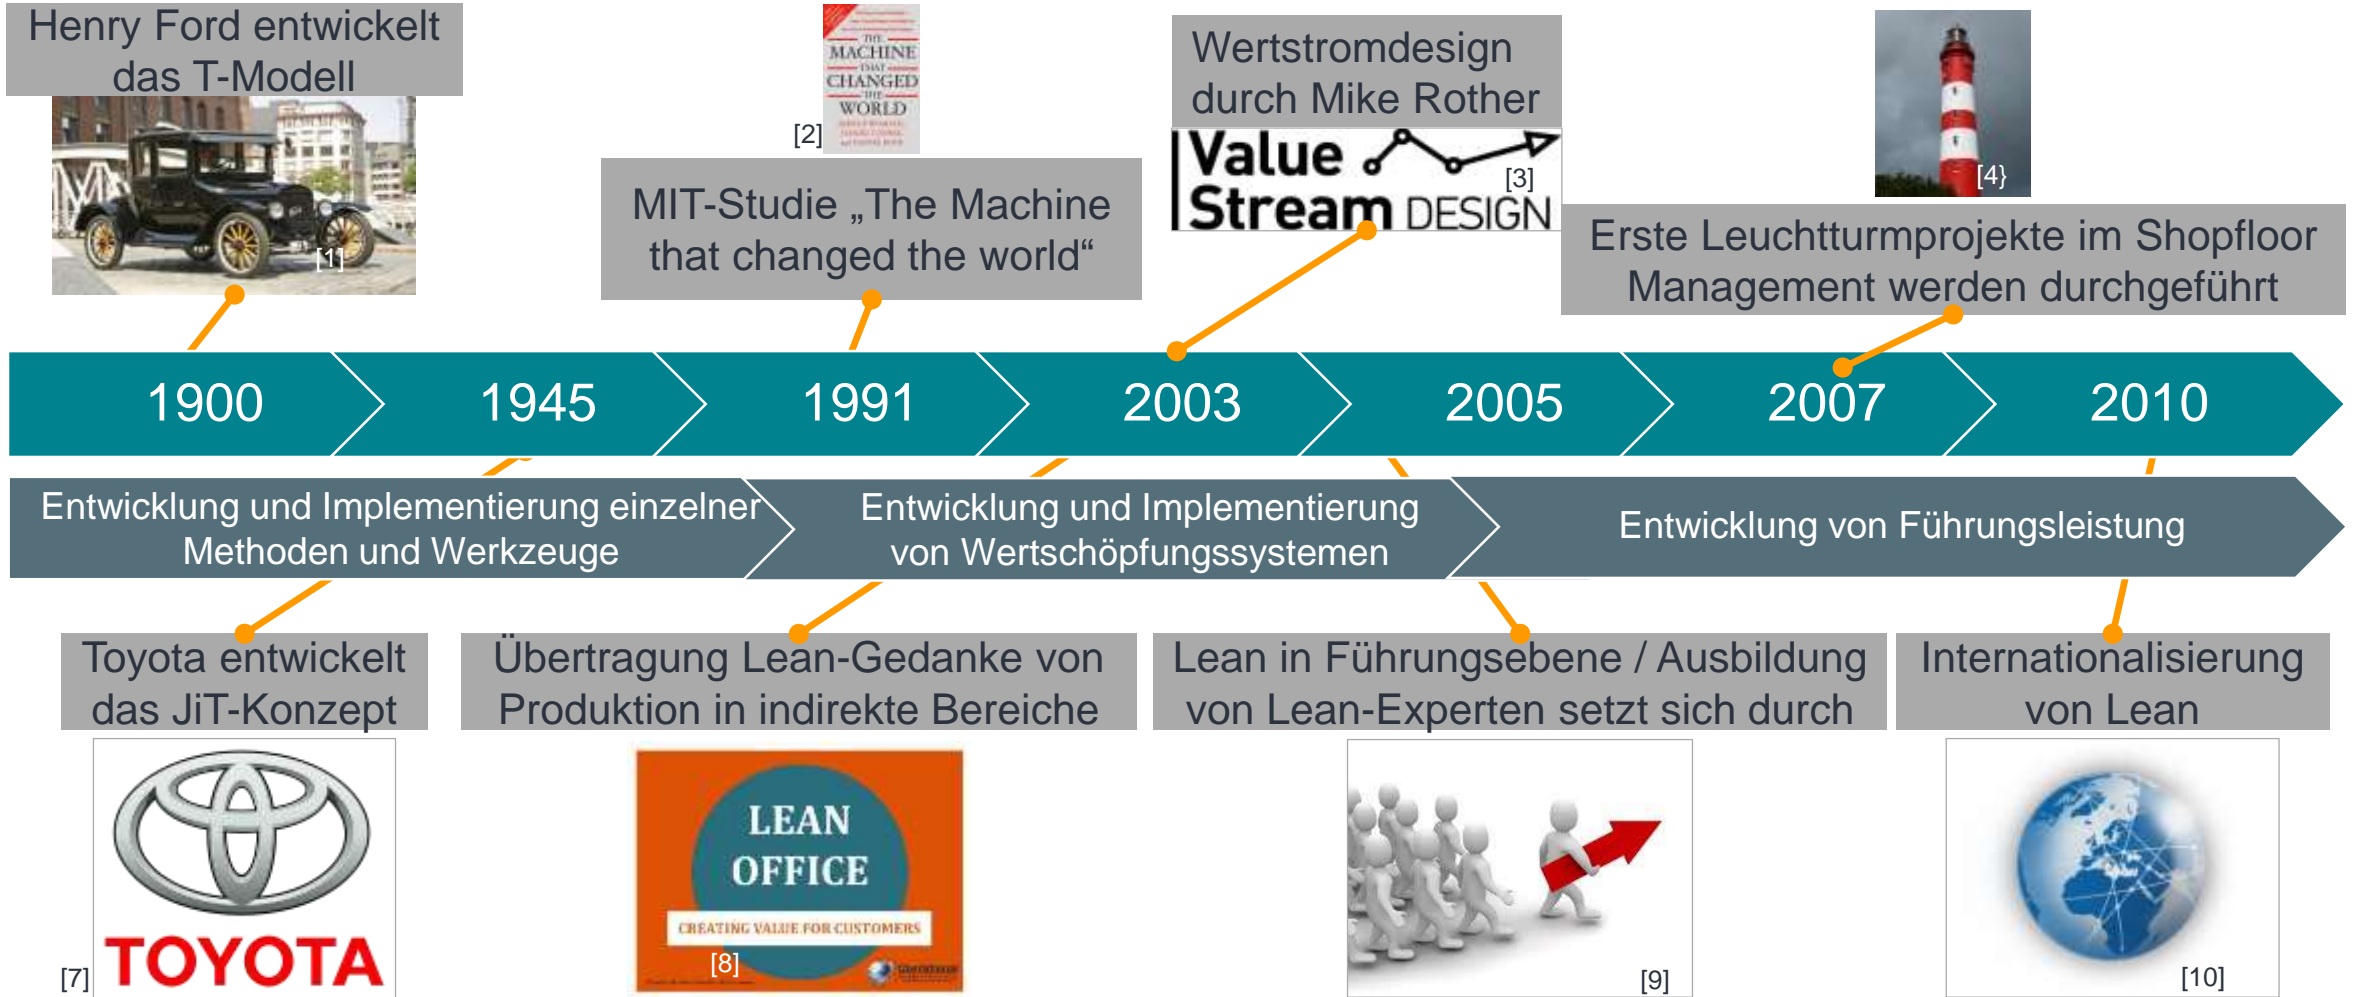 Henry Ford entwickelt
das T-Modell
[1]
THE
MACHINE
THAT
CHANGED
THE
WORLD
[2]
MIT-Studie „The Machine
that changed the world“
Wertstromdesign
durch Mike Rother
Value
Stream DESIGN
[3]
[4}
Erste Leuchtturmprojekte im Shopfloor
Management werden durchgeführt
1900
1945
1991
2003
2005
2007
2010
Entwicklung und Implementierung einzelner
Methoden und Werkzeuge
Entwicklung und Implementierung
von Wertschöpfungssystemen
Entwicklung von Führungsleistung
Toyota entwickelt
das JiT-Konzept
TOYOTA
[7]
Übertragung Lean-Gedanke von
Produktion in indirekte Bereiche
LEAN
OFFICE
CREATING VALUE FOR CUSTOMERS
[8]
Lean in Führungsebene / Ausbildung
von Lean-Experten setzt sich durch
[9]
Internationalisierung
von Lean
[10]